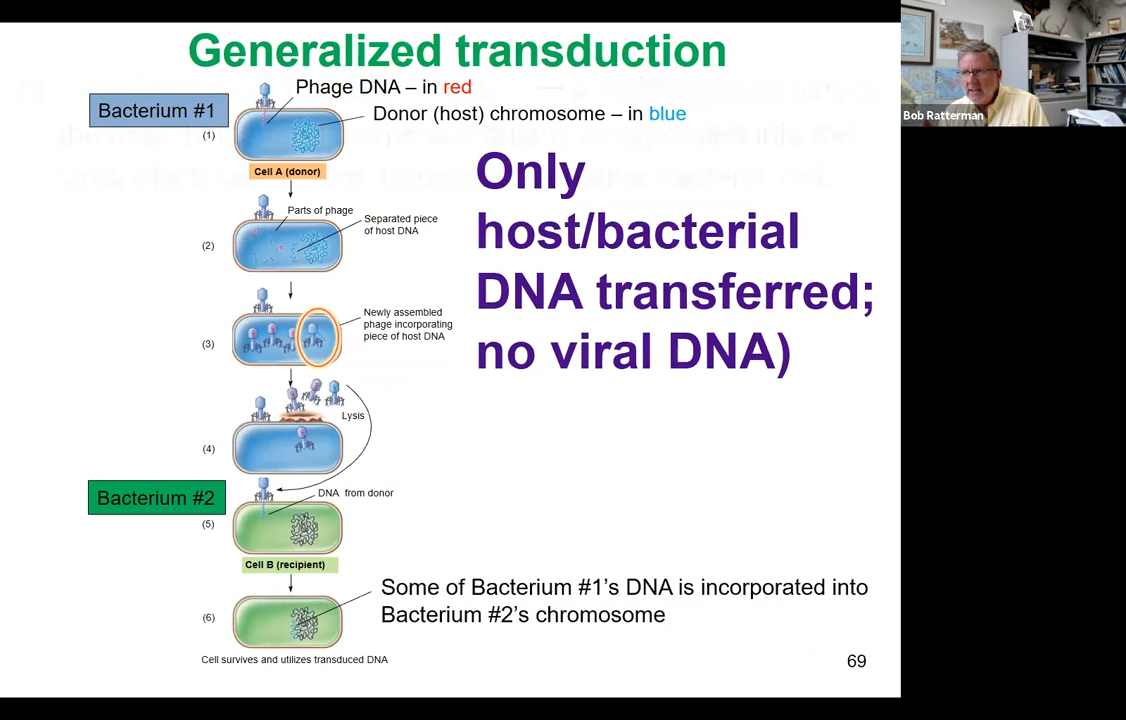 Generalized transduction
Phage DNA – in red
Bacterium #1
Donor (host) chromosome – in blue
(1)
Cell A (donor)
Only
host/bacterial
DNA transferred;
no viral DNA)
Parts of phage
Separated piece
of host DNA
(2)
Newly assembled
phage incorporating
piece of host DNA
(3)
Lysis
(4)
Bacterium #2
DNA from donor
(5)
Cell B (recipient)
Some of Bacterium #1's DNA is incorporated into
Bacterium #2's chromosome
(6)
Cell survives and utilizes transduced DNA
69
Bob Ratterman